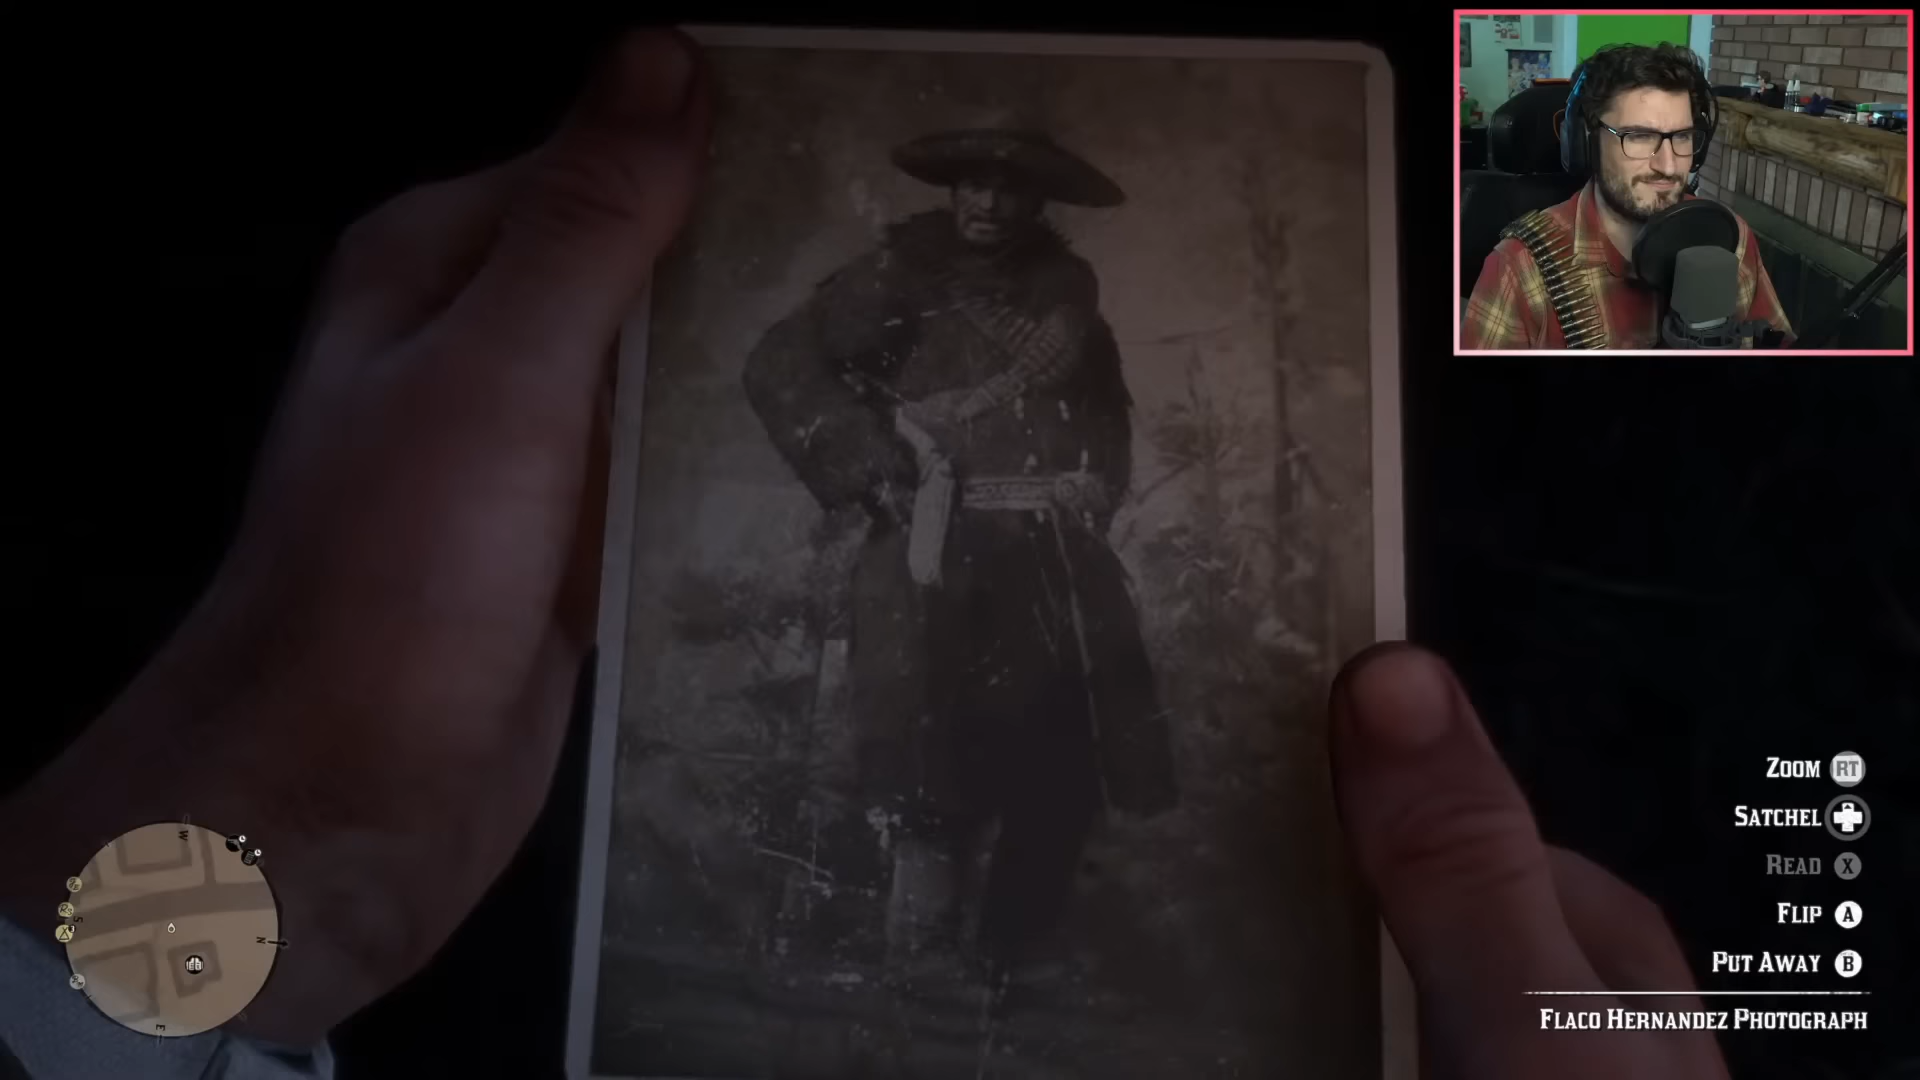 Zoom RT
Satchel
Read X
Flip A
Put Away B
Flaco Hernandez Photograph
W
S
N
E